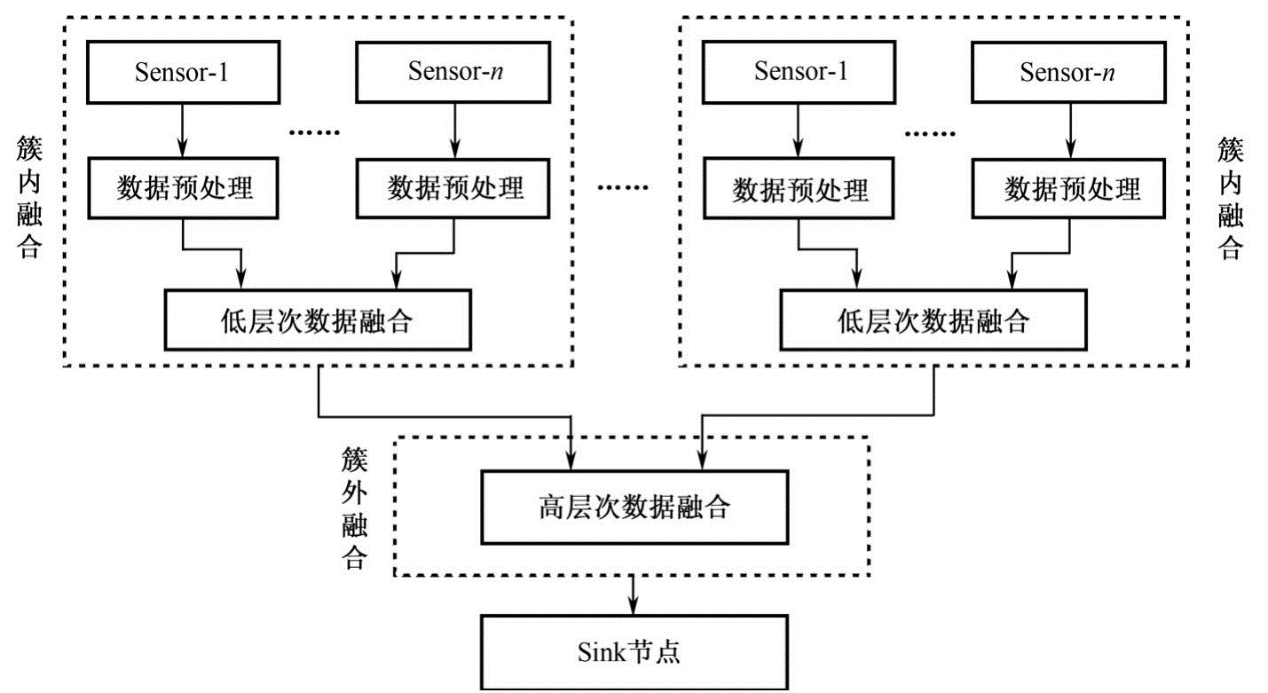 Sensor-1
Sensor-n
Sensor-1
Sensor-n
……
……
簇内融合
数据预处理
数据预处理
……
数据预处理
数据预处理
簇内融合
低层次数据融合
低层次数据融合
簇外融合
高层次数据融合
Sink节点